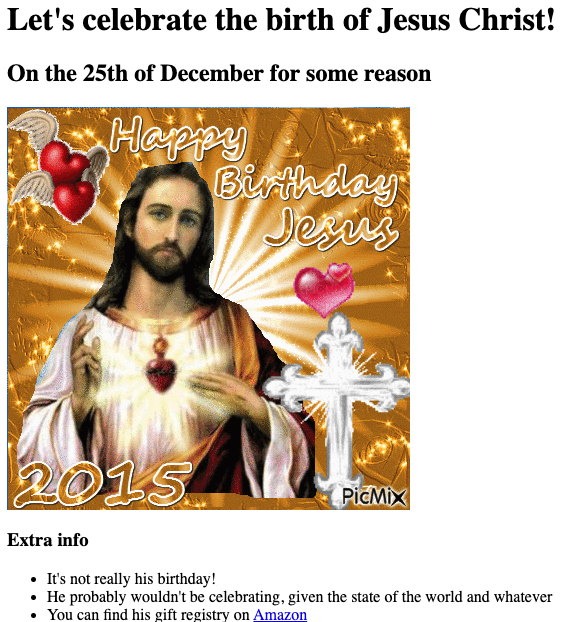 Let's celebrate the birth of Jesus Christ!
On the 25th of December for some reason
Happy
Birthday
Jesus
2015
PicMix
Extra info
It's not really his birthday!
He probably wouldn't be celebrating, given the state of the world and whatever
You can find his gift registry on Amazon